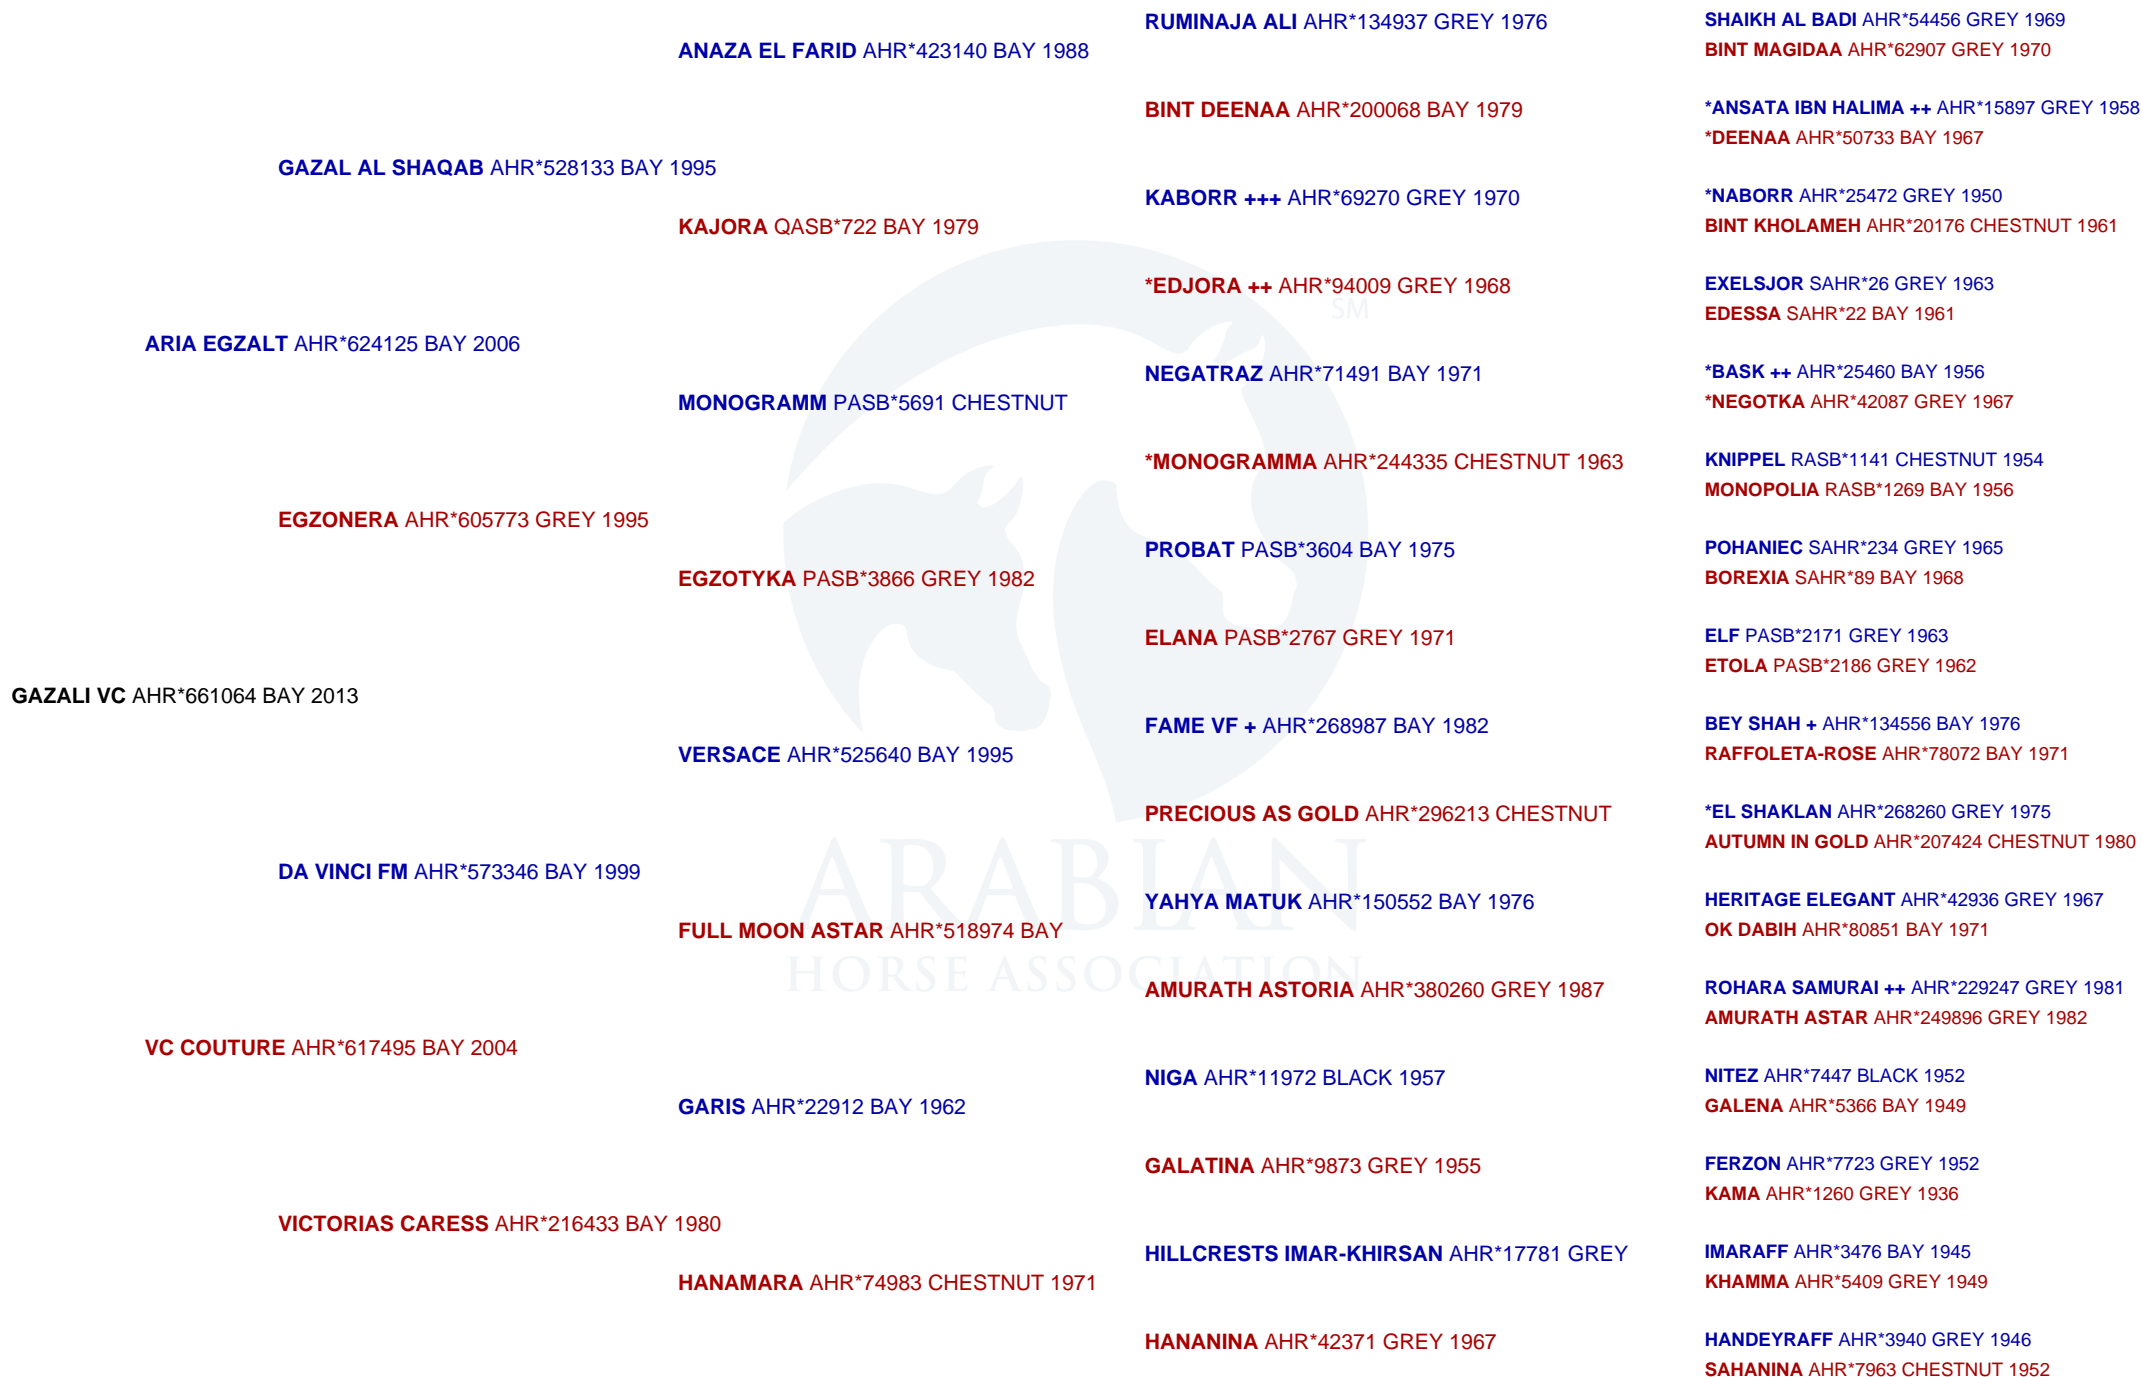 RUMINAJA ALI AHR*134937 GREY 1976
SHAIKH AL BADI AHR*54456 GREY 1969
ANAZA EL FARID AHR*423140 BAY 1988
BINT MAGIDAA AHR*62907 GREY 1970
BINT DEENAA AHR*200068 BAY 1979
*ANSATA IBN HALIMA ++ AHR*15897 GREY 1958
*DEENAA AHR*50733 BAY 1967
GAZAL AL SHAQAB AHR*528133 BAY 1995
KABORR +++ AHR*69270 GREY 1970
*NABORR AHR*25472 GREY 1950
KAJORA QASB*722 BAY 1979
BINT KHOLAMEH AHR*20176 CHESTNUT 1961
*EDJORA ++ AHR*94009 GREY 1968
EXELSJOR SAHR*26 GREY 1963
SM
EDESSA SAHR*22 BAY 1961
ARIA EGZALT AHR*624125 BAY 2006
NEGATRAZ AHR*71491 BAY 1971
*BASK ++ AHR*25460 BAY 1956
MONOGRAMM PASB*5691 CHESTNUT
*NEGOTKA AHR*42087 GREY 1967
*MONOGRAMMA AHR*244335 CHESTNUT 1963
KNIPPEL RASB*1141 CHESTNUT 1954
MONOPOLIA RASB*1269 BAY 1956
EGZONERA AHR*605773 GREY 1995
PROBAT PASB*3604 BAY 1975
POHANIEC SAHR*234 GREY 1965
EGZOTYKA PASB*3866 GREY 1982
BOREXIA SAHR*89 BAY 1968
ELANA PASB*2767 GREY 1971
ELF PASB*2171 GREY 1963
ETOLA PASB*2186 GREY 1962
GAZALI VC AHR*661064 BAY 2013
FAME VF + AHR*268987 BAY 1982
BEY SHAH + AHR*134556 BAY 1976
VERSACE AHR*525640 BAY 1995
RAFFOLETA-ROSE AHR*78072 BAY 1971
PRECIOUS AS GOLD AHR*296213 CHESTNUT
*EL SHAKLAN AHR*268260 GREY 1975
AUTUMN IN GOLD AHR*207424 CHESTNUT 1980
DA VINCI FM AHR*573346 BAY 1999
ARABIAN
YAHYA MATUK AHR*150552 BAY 1976
HERITAGE ELEGANT AHR*42936 GREY 1967
FULL MOON ASTAR AHR*518974 BAY
OK DABIH AHR*80851 BAY 1971
HORSE ASSOCIATION
AMURATH ASTORIA AHR*380260 GREY 1987
ROHARA SAMURAI ++ AHR*229247 GREY 1981
AMURATH ASTAR AHR*249896 GREY 1982
VC COUTURE AHR*617495 BAY 2004
NIGA AHR*11972 BLACK 1957
NITEZ AHR*7447 BLACK 1952
GARIS AHR*22912 BAY 1962
GALENA AHR*5366 BAY 1949
GALATINA AHR*9873 GREY 1955
FERZON AHR*7723 GREY 1952
KAMA AHR*1260 GREY 1936
VICTORIAS CARESS AHR*216433 BAY 1980
HILLCRESTS IMAR-KHIRSAN AHR*17781 GREY
IMARAFF AHR*3476 BAY 1945
HANAMARA AHR*74983 CHESTNUT 1971
KHAMMA AHR*5409 GREY 1949
HANANINA AHR*42371 GREY 1967
HANDEYRAFF AHR*3940 GREY 1946
SAHANINA AHR*7963 CHESTNUT 1952